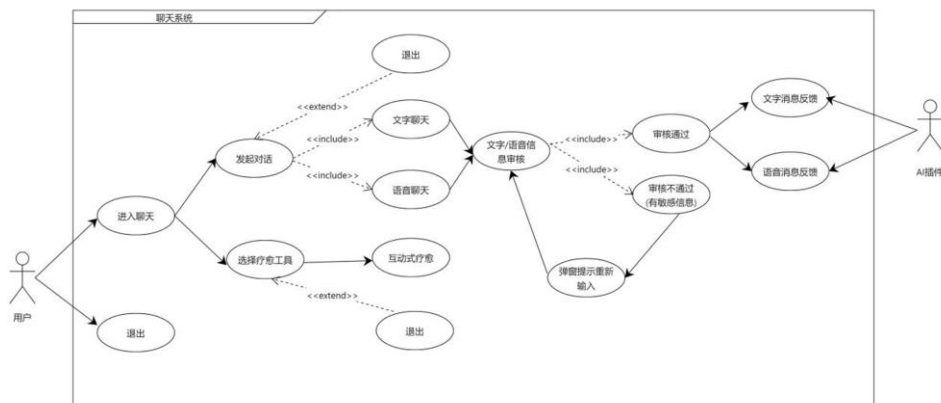 聊天系统
退出
<<extend>>
文字聊天
<<include>>
发起对话
<<include>>
语音聊天
文字/语音信
息审核
<<include>>
审核通过
<<include>>
审核不通过
(有敏感信息)
文字消息反馈
语音消息反馈
AI插件
进入聊天
选择疗愈工具
互动式疗愈
弹窗提示重新
输入
<<extend>>
用户
退出
退出